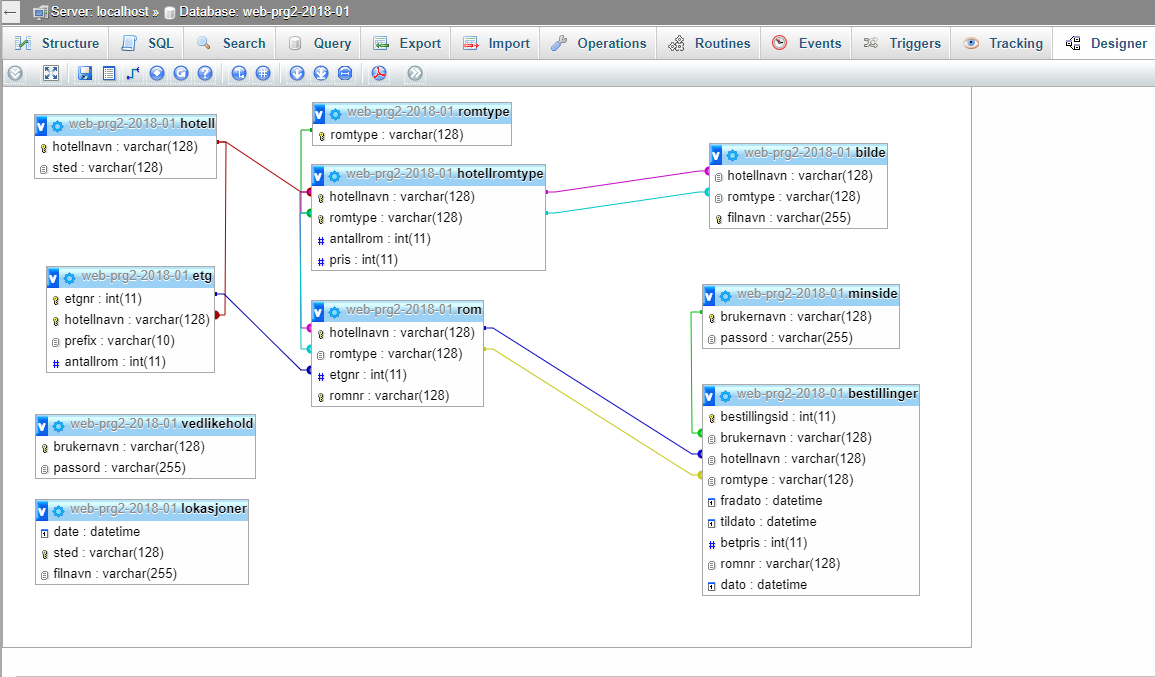 Server: localhost » Database: web-prg2-2018-01
Structure SQL Search Query Export Import Operations Routines Events Triggers Tracking Designer
web-prg2-2018-01.hotell
hotellnavn : varchar(128)
sted : varchar(128)
web-prg2-2018-01.romtype
romtype : varchar(128)
web-prg2-2018-01.hotellromtype
hotellnavn : varchar(128)
romtype : varchar(128)
# antallrom : int(11)
# pris : int(11)
web-prg2-2018-01.bilde
hotellnavn : varchar(128)
romtype : varchar(128)
filnavn : varchar(255)
web-prg2-2018-01.etg
etgnr : int(11)
hotellnavn : varchar(128)
prefix : varchar(10)
# antallrom : int(11)
web-prg2-2018-01.rom
hotellnavn : varchar(128)
romtype : varchar(128)
# etgnr : int(11)
romnr : varchar(128)
web-prg2-2018-01.minside
brukernavn : varchar(128)
passord : varchar(255)
web-prg2-2018-01.bestillinger
bestillingsid : int(11)
brukernavn : varchar(128)
hotellnavn : varchar(128)
romtype : varchar(128)
fradato : datetime
tildato : datetime
# betpris : int(11)
romnr : varchar(128)
dato : datetime
web-prg2-2018-01.vedlikehold
brukernavn : varchar(128)
passord : varchar(255)
web-prg2-2018-01.lokasjoner
date : datetime
sted : varchar(128)
filnavn : varchar(255)